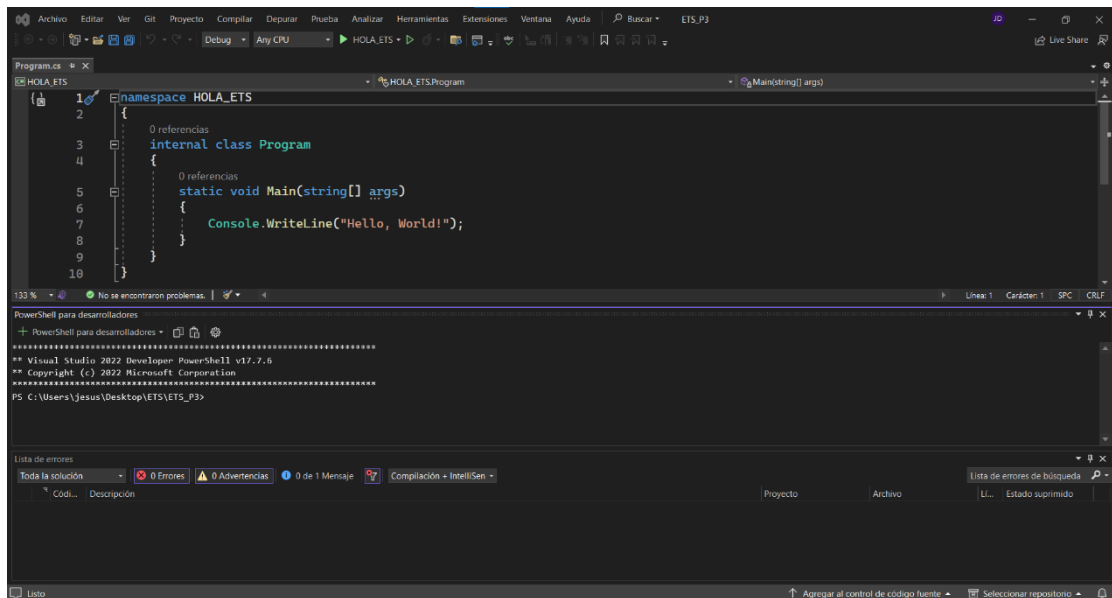 Archivo Editar Ver Git Proyecto Compilar Depurar Prueba Analizar Herramientas Extensiones Ventana Ayuda Buscar ETS_P3 JD
Debug Any CPU HOLA_ETS Live Share
Program.cs
HOLA_ETS HOLA_ETS.Program Main(string[] args)
1 namespace HOLA_ETS
2 {
0 referencias
3 internal class Program
4 {
0 referencias
5 static void Main(string[] args)
6 {
7 Console.WriteLine("Hello, World!");
8 }
9 }
10 }
133 % No se encontraron problemas. Línea: 1 Carácter: 1 SPC CRLF
PowerShell para desarrolladores
PowerShell para desarrolladores
**********************************************************************
** Visual Studio 2022 Developer PowerShell v17.7.6
** Copyright (c) 2022 Microsoft Corporation
**********************************************************************
PS C:\Users\jesus\Desktop\ETS\ETS_P3>
Lista de errores
Toda la solución 0 Errores 0 Advertencias 0 de 1 Mensaje Compilación + IntelliSen Lista de errores de búsqueda
Códi... Descripción Proyecto Archivo Lí... Estado suprimido
Listo Agregar al control de código fuente Seleccionar repositorio